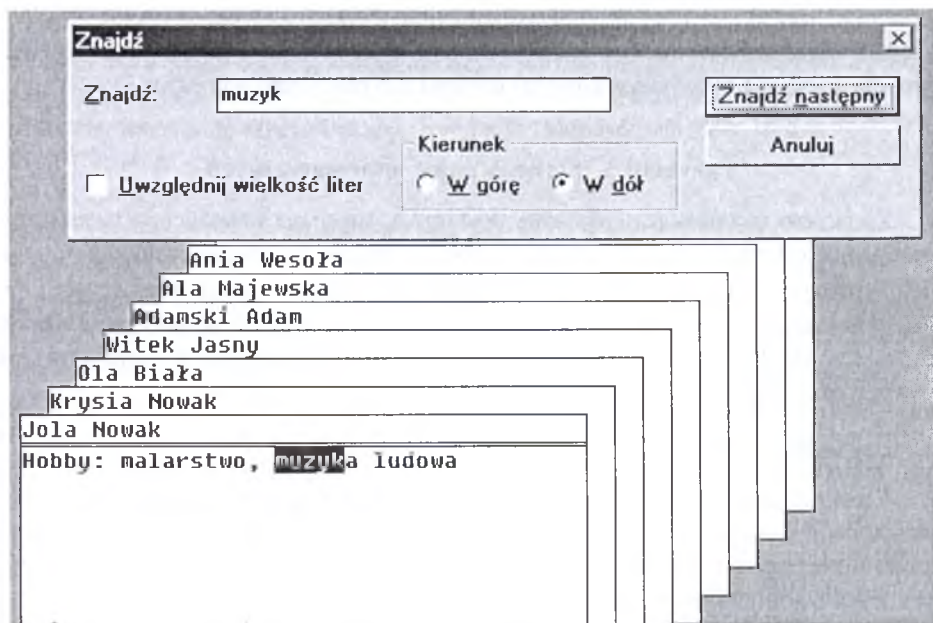 Znajdź
Znajdź: muzyk
Znajdź następny
Anuluj
Kierunek
Uwzględnij wielkość liter
W górę W dół
Ania Wesoła
Ala Majewska
Adamski Adam
Witek Jasny
Ola Biała
Krysia Nowak
Jola Nowak
Hobby: malarstwo, muzyka ludowa